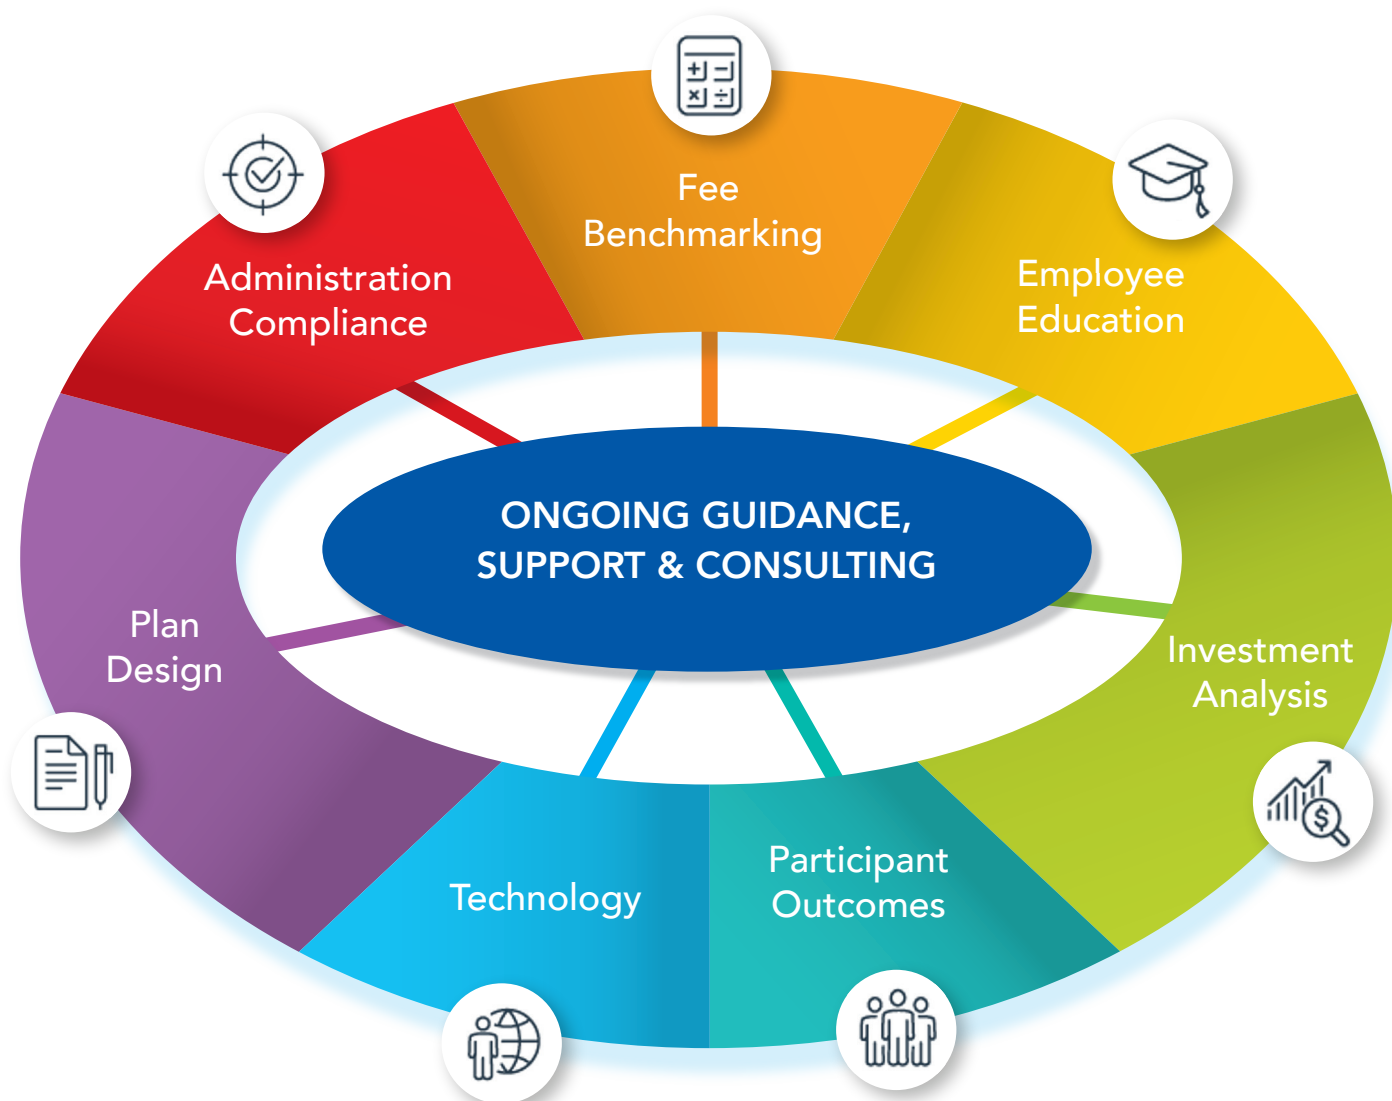 Fee
Benchmarking
Employee
Education
Investment
Analysis
Participant
Outcomes
Technology
Plan
Design
Administration
Compliance
ONGOING GUIDANCE,
SUPPORT & CONSULTING